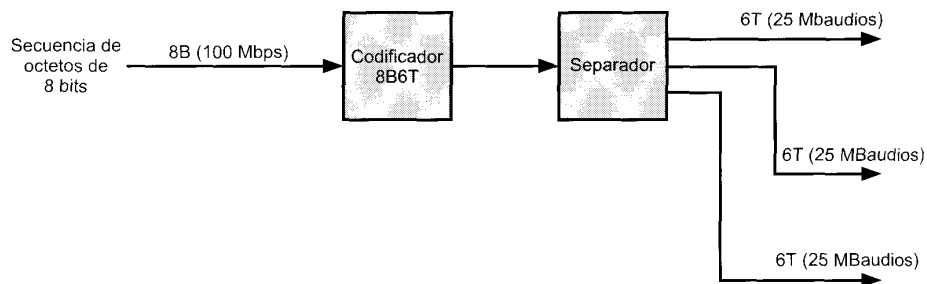 6T (25 Mbaudios)
Secuencia de
octetos de
8 bits
8B (100 Mbps)
Codificador
8B6T
Separador
6T (25 MBaudios)
6T (25 MBaudios)